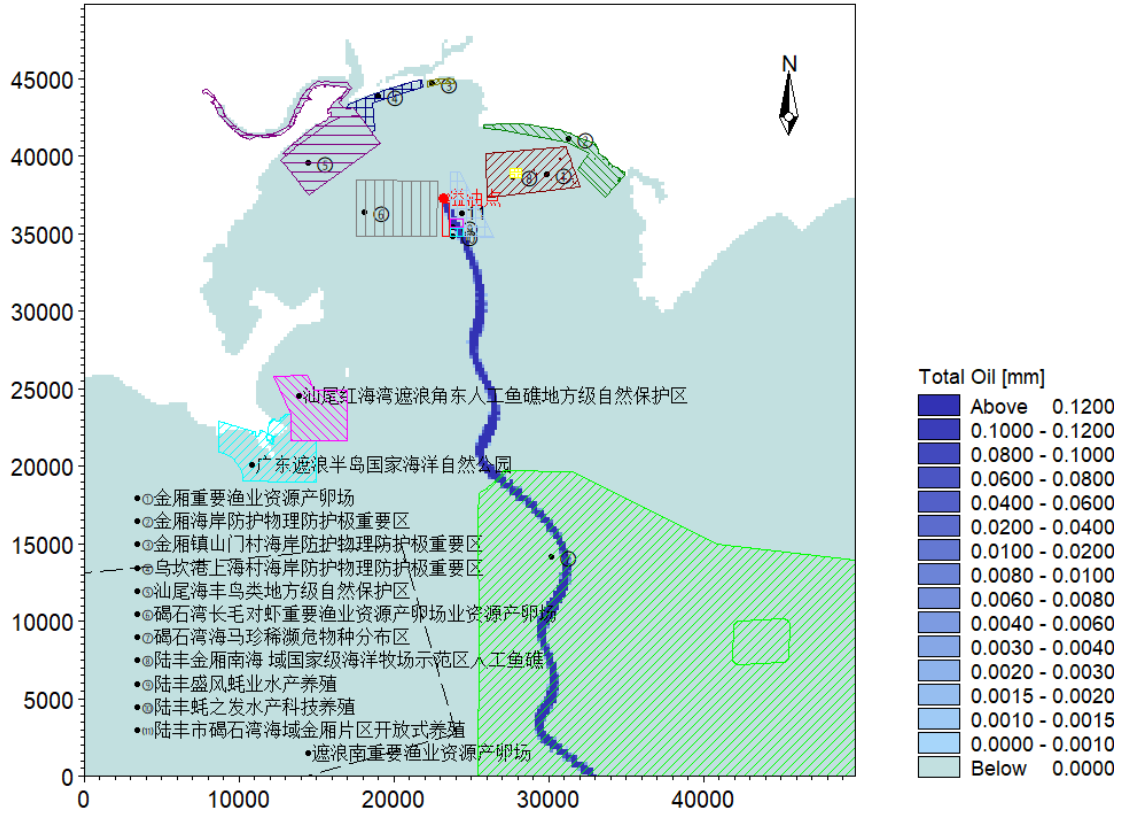 45000
40000
35000
30000
25000
20000
15000
10000
5000
0
0
10000
20000
30000
40000
N
④
③
②
⑤
⑧
①
⑥
溢油点
11
汕尾红海湾遮浪角东人工鱼礁地方级自然保护区
广东遮浪半岛国家海洋自然公园
①金厢重要渔业资源产卵场
②金厢海岸防护物理防护极重要区
金厢镇山门村海岸防护物理防护极重要区
乌坎港上海村海岸防护物理防护极重要区
⑤汕尾海丰鸟类地方级自然保护区
⑥碣石湾长毛对虾重要渔业资源产卵场业资源产卵场
⑦碣石湾海马珍稀濒危物种分布区
⑧陆丰金厢南海 域国家级海洋牧场示范区人工鱼礁
⑨陆丰盛风蚝业水产养殖
⑩陆丰蚝之发水产科技养殖
⑪陆丰市碣石湾海域金厢片区开放式养殖
遮浪南重要渔业资源产卵场
Total Oil [mm]
Above 0.1200
0.1000 - 0.1200
0.0800 - 0.1000
0.0600 - 0.0800
0.0400 - 0.0600
0.0200 - 0.0400
0.0100 - 0.0200
0.0080 - 0.0100
0.0060 - 0.0080
0.0040 - 0.0060
0.0030 - 0.0040
0.0020 - 0.0030
0.0015 - 0.0020
0.0010 - 0.0015
0.0000 - 0.0010
Below 0.0000